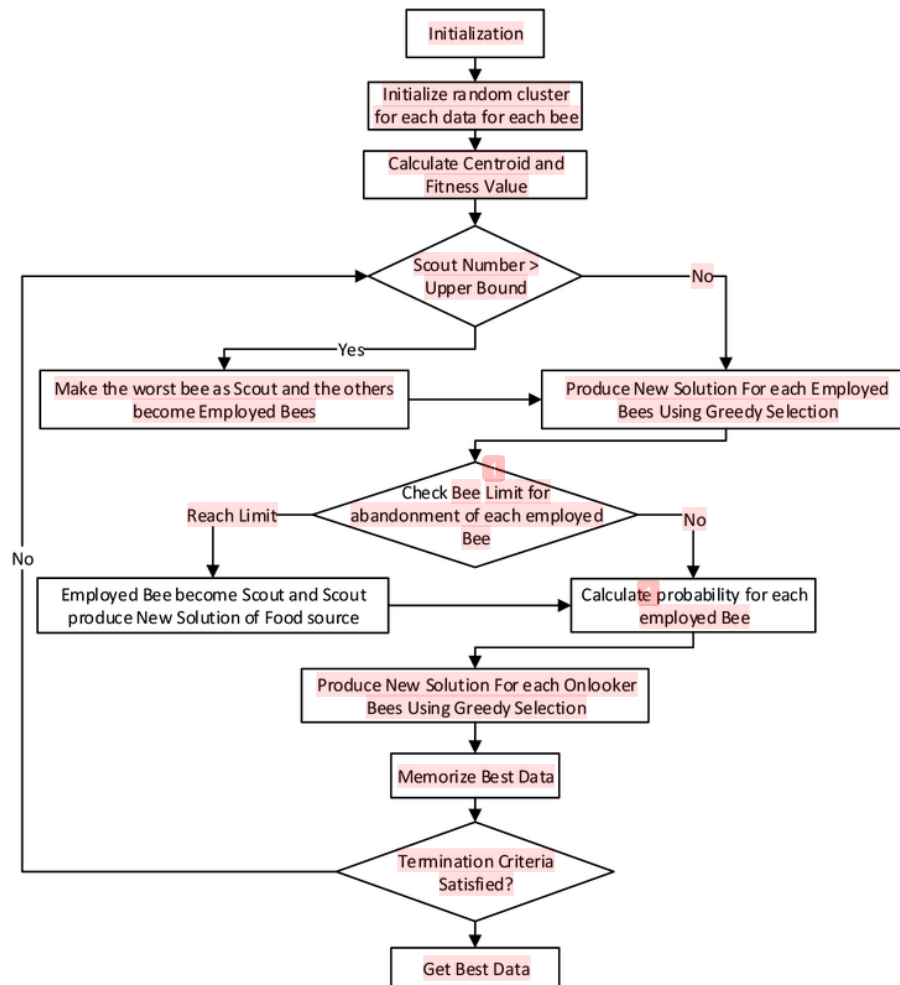 Initialization
Initialize random cluster
for each data for each bee
Calculate Centroid and
Fitness Value
Scout Number >
Upper Bound
No
Yes
Make the worst bee as Scout and the others
become Employed Bees
Produce New Solution For each Employed
Bees Using Greedy Selection
1
Check Bee Limit for
abandonment of each employed
Bee
Reach Limit
No
No
Employed Bee become Scout and Scout
produce New Solution of Food source
Calculate probability for each
employed Bee
Produce New Solution For each Onlooker
Bees Using Greedy Selection
Memorize Best Data
Termination Criteria
Satisfied?
Get Best Data